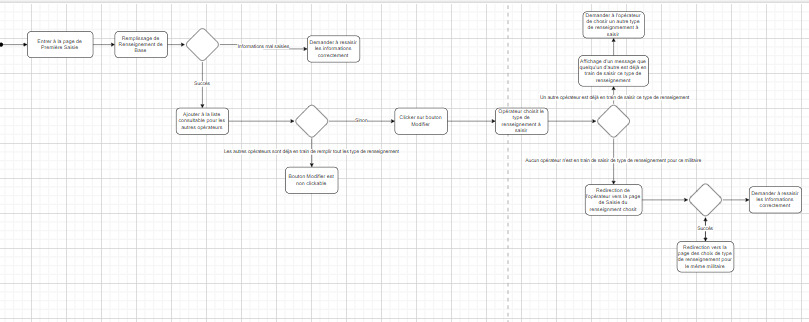 Entrer à la page de
Première Saisie
Remplissage de
Renseignement de
Base
Informations mal saisies
Demander à resaisir
les informations
correctement
Succès
Ajouter à la liste
consultable pour les
autres opérateurs
Sinon
Clicker sur bouton
Modifier
Les autres opérateurs sont déjà en train de remplir tout les type de renseignement
Bouton Modifier est
non clickable
Demander à l'opérateur
de choisir un autre type
de renseignement à
saisir
Affichage d'un message que
quelqu'un d'autre est déjà en
train de saisir ce type de
renseignement
Un autre opérateur est déjà en train de saisir ce type de renseignement
Opérateur choisit le
type de
renseignement à
saisir
Aucun opérateur n'est en train de saisir ce type de renseignement pour ce militaire
Redirection de
l'opérateur vers la page
de Saisie du
renseignment choisit
Demander à resaisir
les informations
correctement
Succès
Redirection vers la
page des choix de type
de renseignement pour
le même militaire